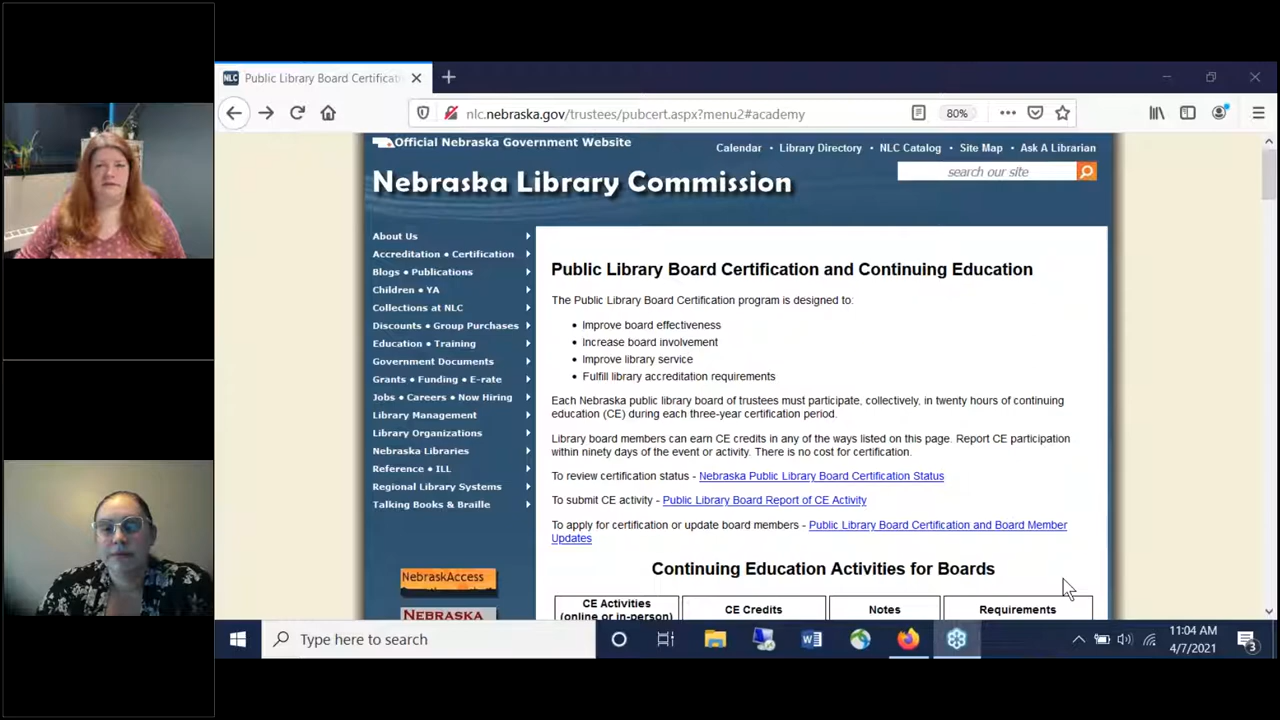 NLC Public Library Board Certificati
nlc.nebraska.gov/trustees/pubcert.aspx?menu2#academy
80%
Official Nebraska Government Website
Calendar • Library Directory • NLC Catalog • Site Map • Ask A Librarian
Nebraska Library Commission
search our site
About Us
Accreditation • Certification
Blogs • Publications
Children • YA
Collections at NLC
Discounts • Group Purchases
Education • Training
Government Documents
Grants • Funding • E-rate
Jobs • Careers • Now Hiring
Library Management
Library Organizations
Nebraska Libraries
Reference • ILL
Regional Library Systems
Talking Books & Braille
NebraskAccess
NEBRASKA
Public Library Board Certification and Continuing Education
The Public Library Board Certification program is designed to:
• Improve board effectiveness
• Increase board involvement
• Improve library service
• Fulfill library accreditation requirements
Each Nebraska public library board of trustees must participate, collectively, in twenty hours of continuing
education (CE) during each three-year certification period.
Library board members can earn CE credits in any of the ways listed on this page. Report CE participation
within ninety days of the event or activity. There is no cost for certification.
To review certification status - Nebraska Public Library Board Certification Status
To submit CE activity - Public Library Board Report of CE Activity
To apply for certification or update board members - Public Library Board Certification and Board Member
Updates
Continuing Education Activities for Boards
CE Activities
(online or in-person)
CE Credits
Notes
Requirements
Type here to search
11:04 AM
4/7/2021
3